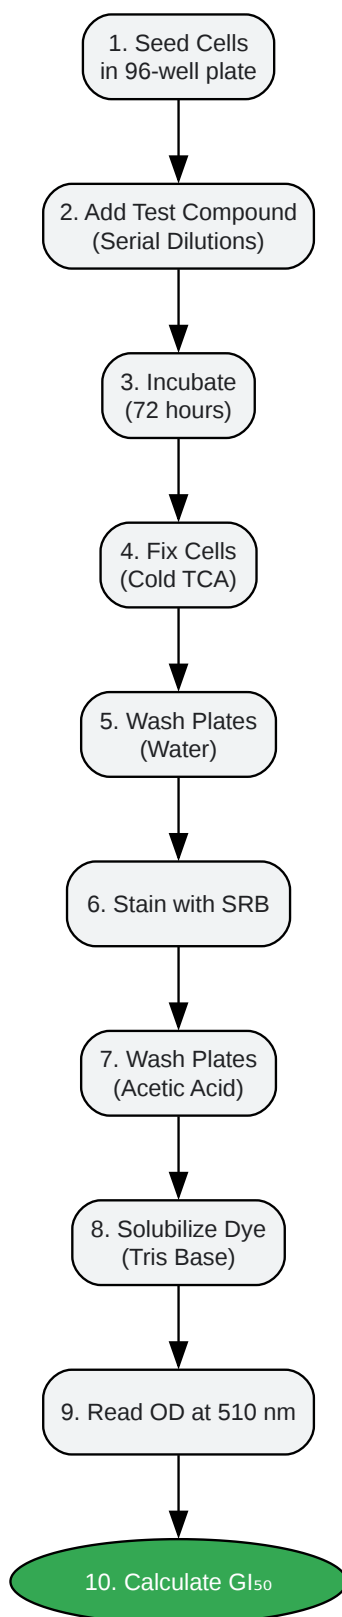 1. Seed Cells
in 96-well plate
2. Add Test Compound
(Serial Dilutions)
3. Incubate
(72 hours)
4. Fix Cells
(Cold TCA)
5. Wash Plates
(Water)
6. Stain with SRB
7. Wash Plates
(Acetic Acid)
8. Solubilize Dye
(Tris Base)
9. Read OD at 510 nm
10. Calculate GI₅₀